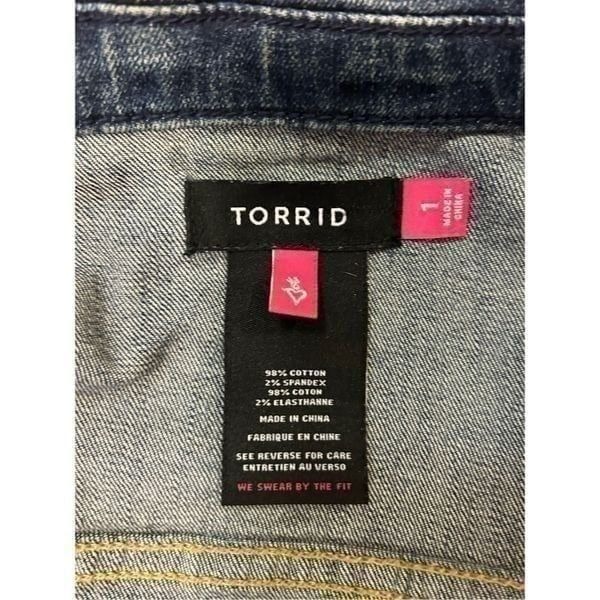 TORRID
1
MADE IN
CHINA
98% COTTON
2% SPANDEX
98% COTON
2% ELASTHANNE
MADE IN CHINA
FABRIQUE EN CHINE
SEE REVERSE FOR CARE
ENTRETIEN AU VERSO
WE SWEAR BY THE FIT